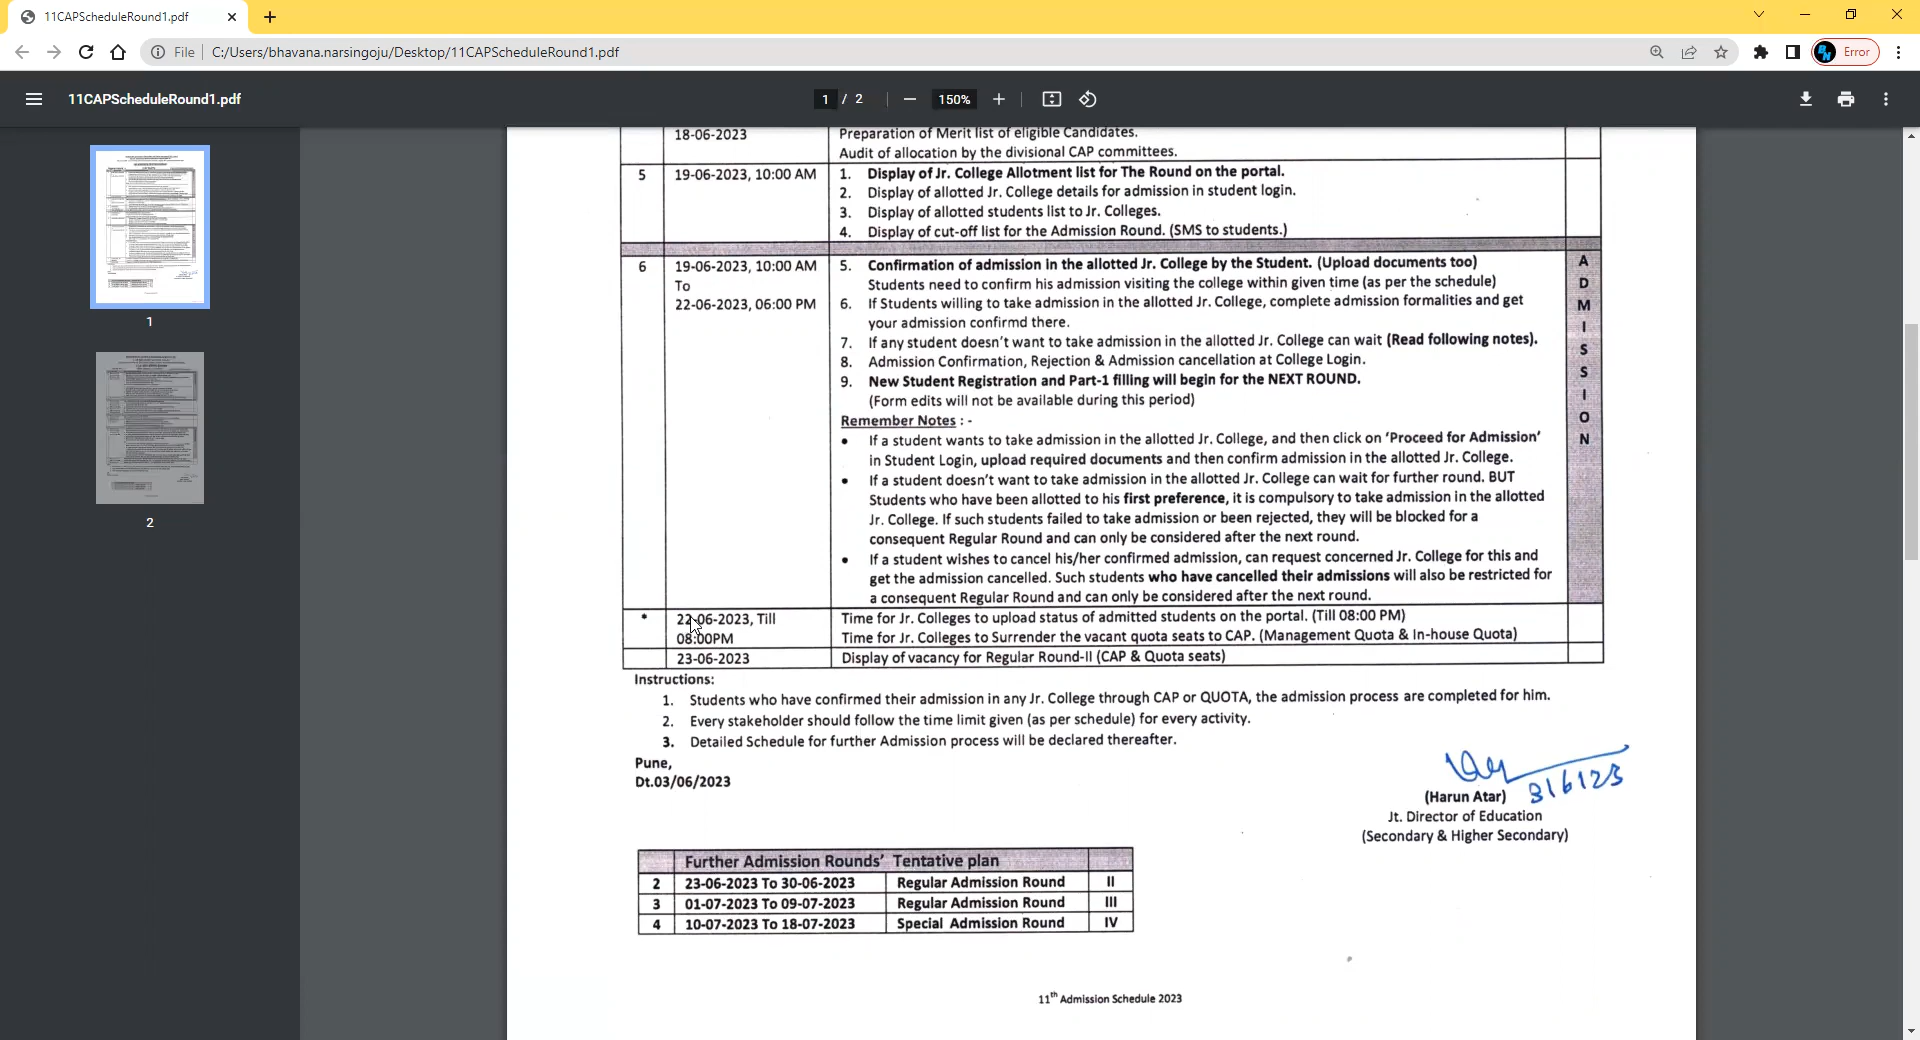 11CAPScheduleRound1.pdf
File C:/Users/bhavana.narsingoju/Desktop/11CAPScheduleRound1.pdf
Error
11CAPScheduleRound1.pdf
1 / 2
150%
1
2
18-06-2023 Preparation of Merit list of eligible Candidates.
Audit of allocation by the divisional CAP committees.
5 19-06-2023, 10:00 AM 1. Display of Jr. College Allotment list for The Round on the portal.
2. Display of allotted Jr. College details for admission in student login.
3. Display of allotted students list to Jr. Colleges.
4. Display of cut-off list for the Admission Round. (SMS to students.)
6 19-06-2023, 10:00 AM 5. Confirmation of admission in the allotted Jr. College by the Student. (Upload documents too)
To Students need to confirm his admission visiting the college within given time (as per the schedule)
22-06-2023, 06:00 PM 6. If Students willing to take admission in the allotted Jr. College, complete admission formalities and get
your admission confirmd there.
7. If any student doesn't want to take admission in the allotted Jr. College can wait (Read following notes).
8. Admission Confirmation, Rejection & Admission cancellation at College Login.
9. New Student Registration and Part-1 filling will begin for the NEXT ROUND.
(Form edits will not be available during this period)
Remember Notes : -
• If a student wants to take admission in the allotted Jr. College, and then click on 'Proceed for Admission'
in Student Login, upload required documents and then confirm admission in the allotted Jr. College.
• If a student doesn't want to take admission in the allotted Jr. College can wait for further round. BUT
Students who have been allotted to his first preference, it is compulsory to take admission in the allotted
Jr. College. If such students failed to take admission or been rejected, they will be blocked for a
consequent Regular Round and can only be considered after the next round.
• If a student wishes to cancel his/her confirmed admission, can request concerned Jr. College for this and
get the admission cancelled. Such students who have cancelled their admissions will also be restricted for
a consequent Regular Round and can only be considered after the next round.
A
D
M
I
S
S
I
O
N
* 22-06-2023, Till Time for Jr. Colleges to upload status of admitted students on the portal. (Till 08:00 PM)
08:00PM Time for Jr. Colleges to Surrender the vacant quota seats to CAP. (Management Quota & In-house Quota)
23-06-2023 Display of vacancy for Regular Round-II (CAP & Quota seats)
Instructions:
1. Students who have confirmed their admission in any Jr. College through CAP or QUOTA, the admission process are completed for him.
2. Every stakeholder should follow the time limit given (as per schedule) for every activity.
3. Detailed Schedule for further Admission process will be declared thereafter.
Pune,
Dt.03/06/2023
3/6/23
(Harun Atar)
Jt. Director of Education
(Secondary & Higher Secondary)
Further Admission Rounds' Tentative plan
2 23-06-2023 To 30-06-2023 Regular Admission Round II
3 01-07-2023 To 09-07-2023 Regular Admission Round III
4 10-07-2023 To 18-07-2023 Special Admission Round IV
11th Admission Schedule 2023